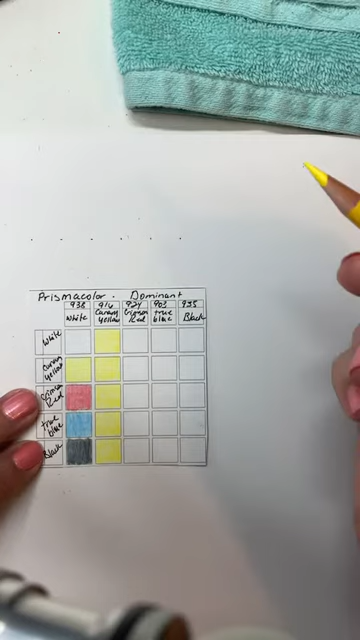 Prismacolor. Dominant
938 916 924 903 935
White Canary Yellow Crimson Red true blue Black
White
Canary yellow
Crimson Red
true blue
Black